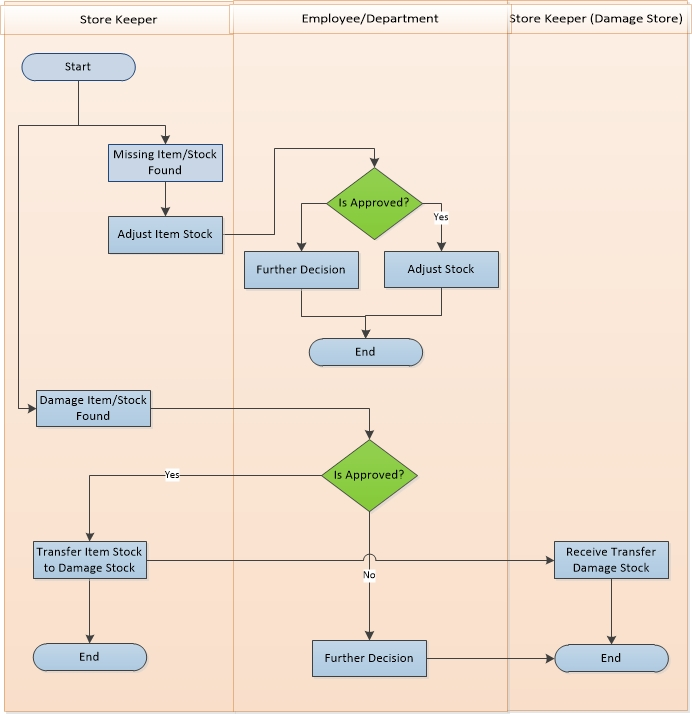 Store Keeper
Employee/Department
Store Keeper (Damage Store)
Start
Missing Item/Stock
Found
Is Approved?
Yes
Adjust Item Stock
Further Decision
Adjust Stock
End
Damage Item/Stock
Found
Is Approved?
Yes
Transfer Item Stock
to Damage Stock
Receive Transfer
Damage Stock
No
End
Further Decision
End